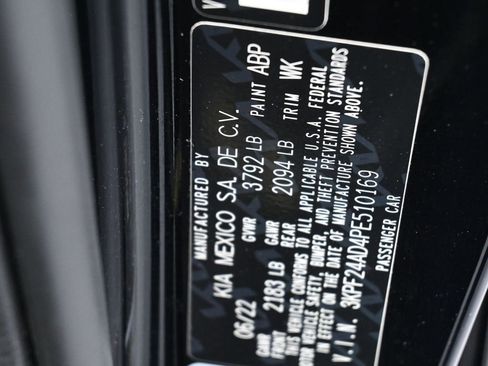 MANUFACTURED BY
KIA MEXICO S.A. DE C.V.
06/22 GVWR 3792 LB PAINT ABP
GAWR FRONT 2183 LB GAWR REAR 2094 LB TRIM WK
THIS VEHICLE CONFORMS TO ALL APPLICABLE U.S.A. FEDERAL
MOTOR VEHICLE SAFETY, BUMPER, AND THEFT PREVENTION STANDARDS
IN EFFECT ON THE DATE OF MANUFACTURE SHOWN ABOVE.
V.I.N. 3KPF24AD4PE510169
PASSENGER CAR
V